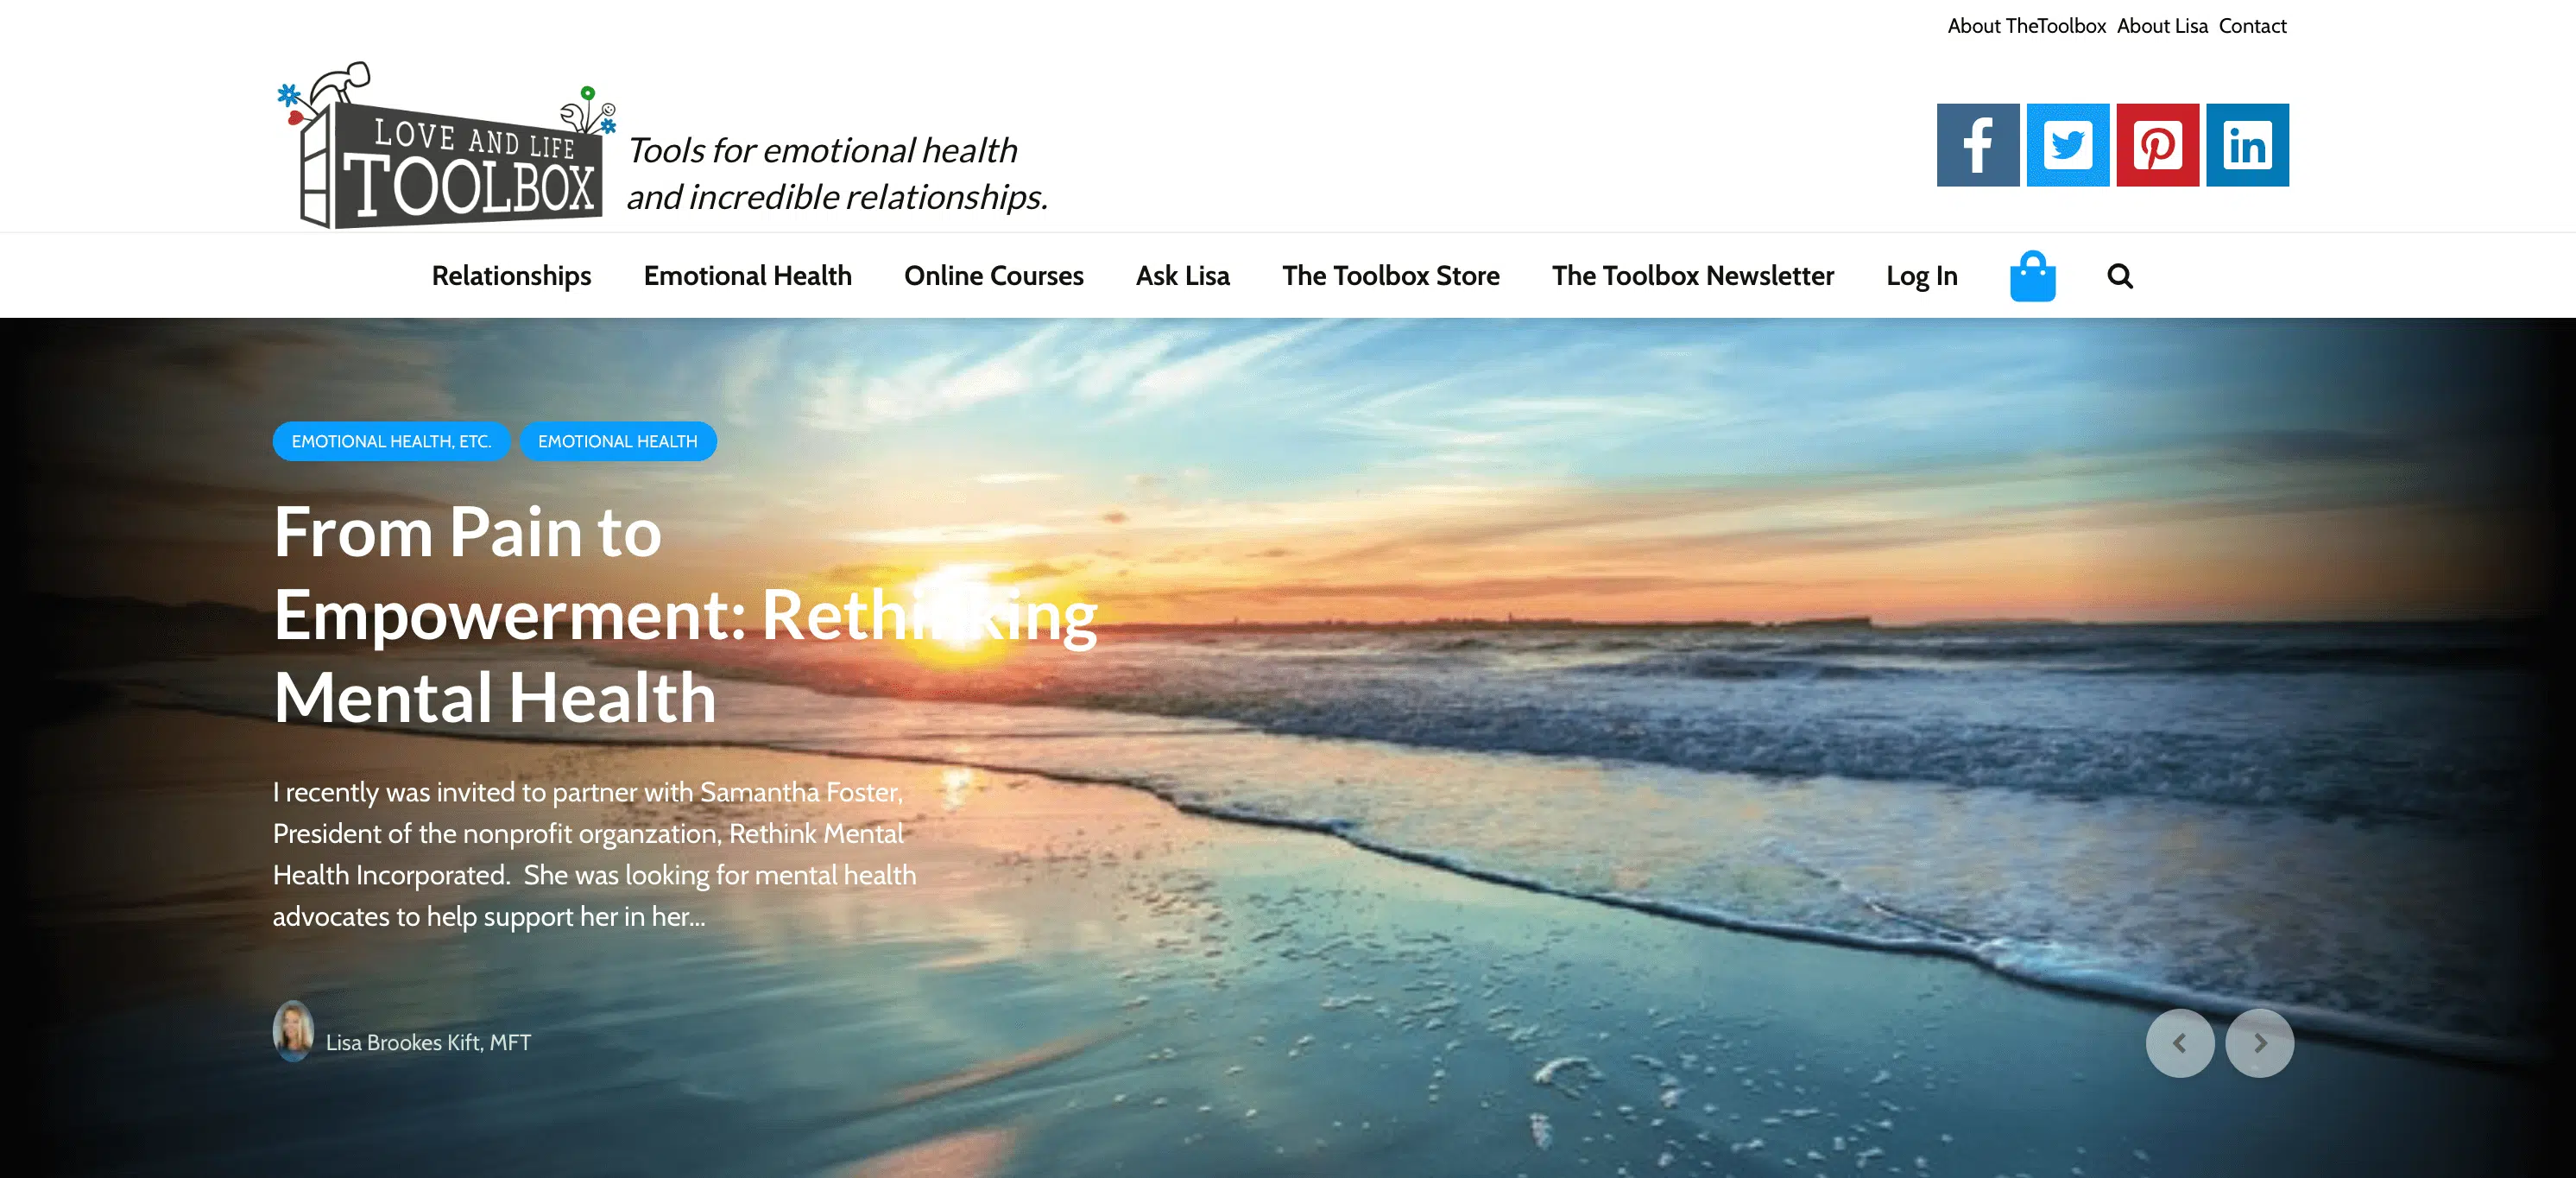 About TheToolbox About Lisa Contact
LOVE AND LIFE
TOOLBOX
Tools for emotional health
and incredible relationships.
Relationships Emotional Health Online Courses Ask Lisa The Toolbox Store The Toolbox Newsletter Log In
EMOTIONAL HEALTH, ETC. EMOTIONAL HEALTH
From Pain to
Empowerment: Rethinking
Mental Health
I recently was invited to partner with Samantha Foster,
President of the nonprofit organzation, Rethink Mental
Health Incorporated.  She was looking for mental health
advocates to help support her in her...
Lisa Brookes Kift, MFT